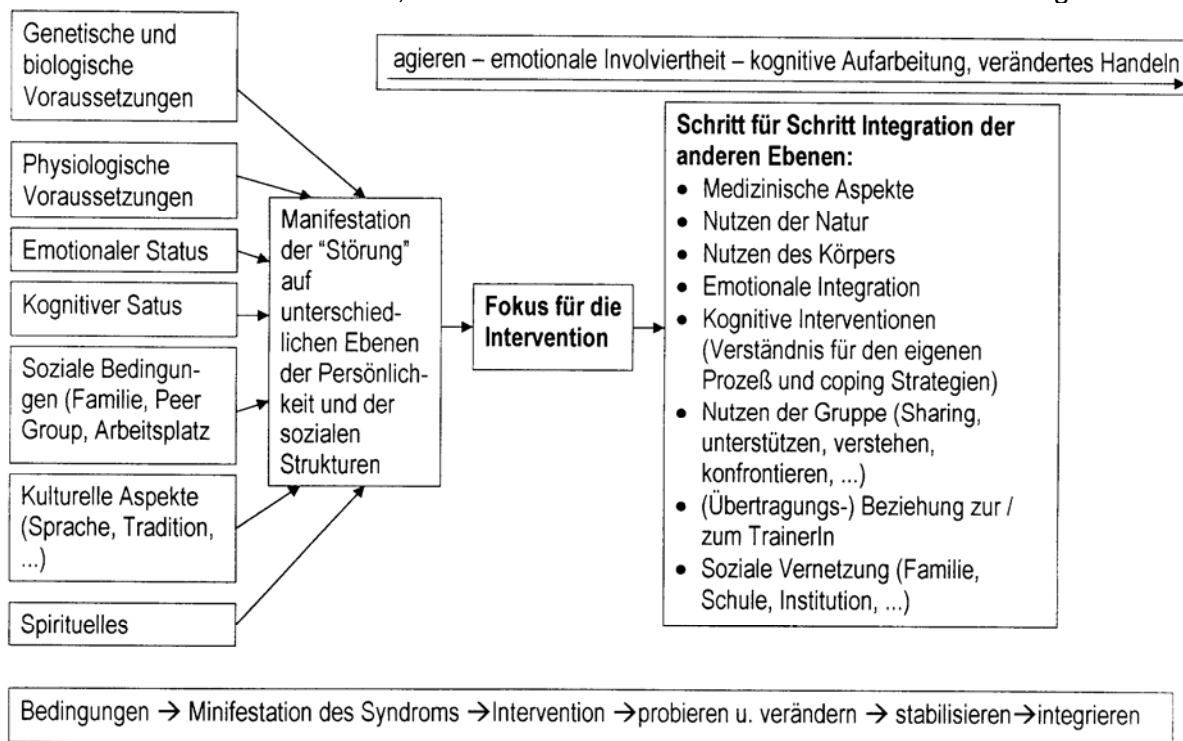 Genetische und
biologische
Voraussetzungen
agieren – emotionale Involviertheit – kognitive Aufarbeitung, verändertes Handeln
Physiologische
Voraussetzungen
Emotionaler Status
Kognitiver Satus
Soziale Bedingun-
gen (Familie, Peer
Group, Arbeitsplatz
Kulturelle Aspekte
(Sprache, Tradition,
...)
Spirituelles
Manifestation
der “Störung”
auf
unterschied-
lichen Ebenen
der Persönlich-
keit und der
sozialen
Strukturen
Fokus für die
Intervention
Schritt für Schritt Integration der
anderen Ebenen:
• Medizinische Aspekte
• Nutzen der Natur
• Nutzen des Körpers
• Emotionale Integration
• Kognitive Interventionen
(Verständnis für den eigenen
Prozeß und coping Strategien)
• Nutzen der Gruppe (Sharing,
unterstützen, verstehen,
konfrontieren, ...)
• (Übertragungs-) Beziehung zur /
zum TrainerIn
• Soziale Vernetzung (Familie,
Schule, Institution, ...)
Bedingungen → Minifestation des Syndroms →Intervention →probieren u. verändern → stabilisieren→integrieren